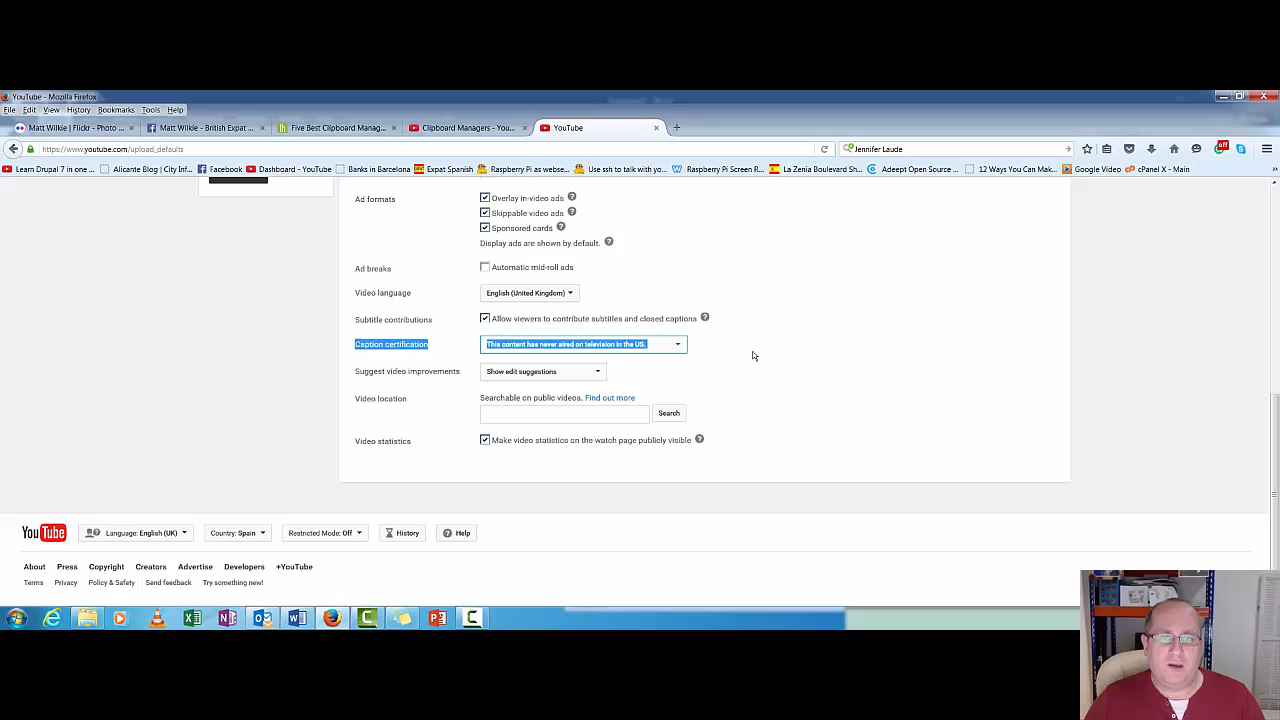 YouTube - Mozilla Firefox
File Edit View History Bookmarks Tools Help
Matt Wilkie | Flickr - Photo ... × Matt Wilkie - British Expat ... × Five Best Clipboard Manag... × Clipboard Managers - You... × YouTube × +
https://www.youtube.com/upload_defaults Jennifer Laude off
Learn Drupal 7 in one ... Alicante Blog | City Inf... Facebook Dashboard - YouTube Banks in Barcelona Expat Spanish Raspberry Pi as webse... Use ssh to talk with yo... Raspberry Pi Screen R... La Zenia Boulevard Sh... Adeept Open Source ... 12 Ways You Can Mak... Google Video cPanel X - Main »
Ad formats Overlay in-video ads ?
Skippable video ads ?
Sponsored cards ?
Display ads are shown by default. ?
Ad breaks Automatic mid-roll ads
Video language English (United Kingdom)
Subtitle contributions Allow viewers to contribute subtitles and closed captions ?
Caption certification This content has never aired on television in the US.
Suggest video improvements Show edit suggestions
Video location Searchable on public videos. Find out more
Search
Video statistics Make video statistics on the watch page publicly visible ?
YouTube Language: English (UK) Country: Spain Restricted Mode: Off History Help
About Press Copyright Creators Advertise Developers +YouTube
Terms Privacy Policy & Safety Send feedback Try something new!